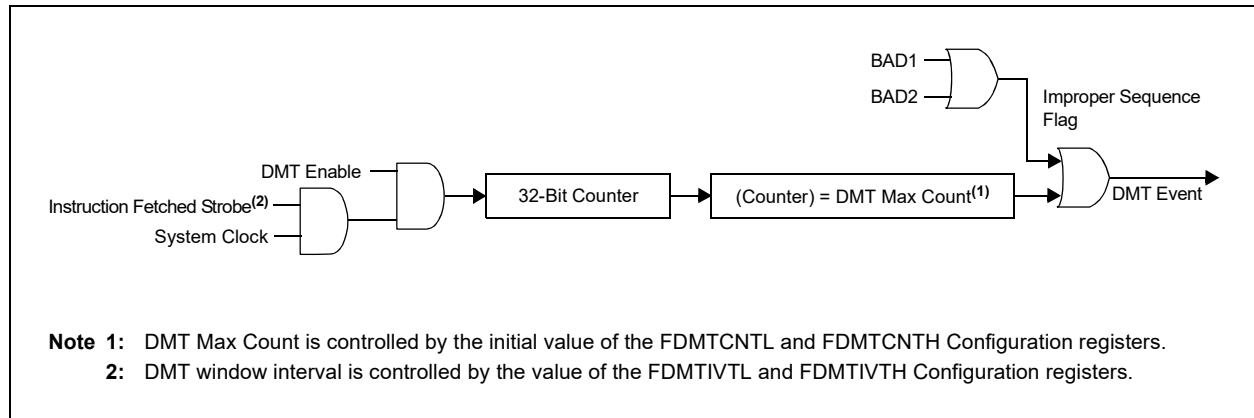 BAD1
BAD2
Improper Sequence
Flag
DMT Enable
Instruction Fetched Strobe(2)
System Clock
32-Bit Counter
(Counter) = DMT Max Count(1)
DMT Event
Note 1: DMT Max Count is controlled by the initial value of the FDMTCNTL and FDMTCNTH Configuration registers.
2: DMT window interval is controlled by the value of the FDMTIVTL and FDMTIVTH Configuration registers.